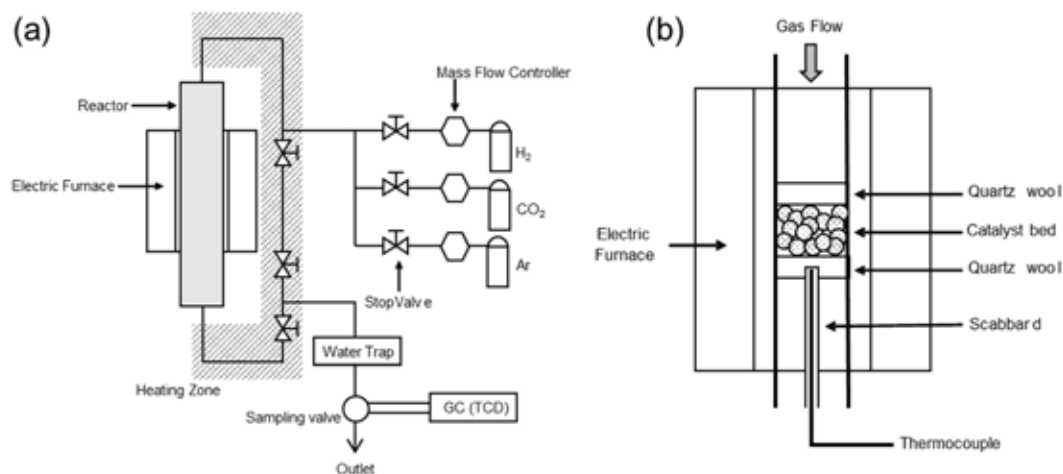 (a)
Mass Flow Controller
Reactor
H2
Electric Furnace
CO2
Ar
Stop Valve
Water Trap
Heating Zone
Sampling valve
GC (TCD)
Outlet
(b)
Gas Flow
Quartz wool
Electric
Furnace
Catalyst bed
Quartz wool
Scabbard
Thermocouple